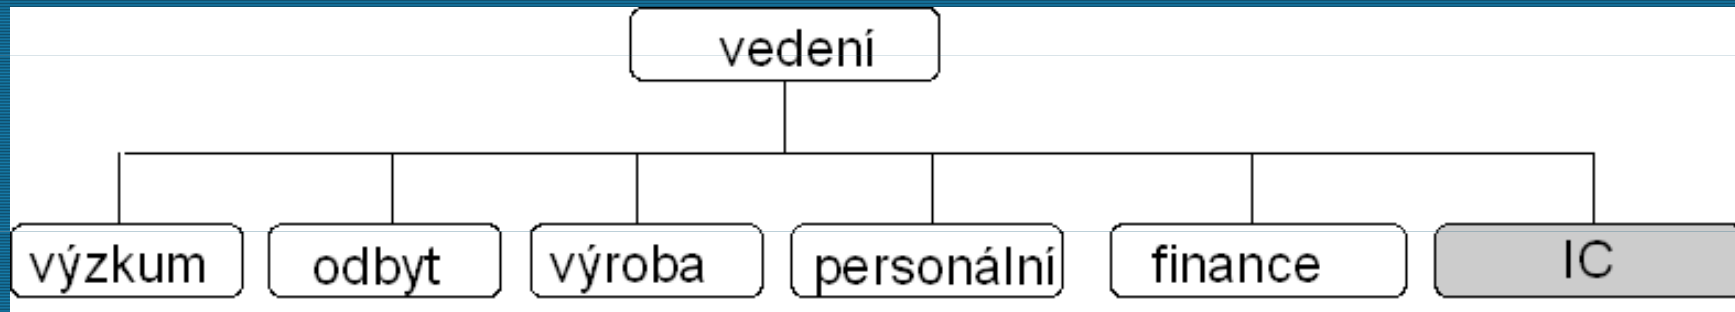 vedení
výzkum
odbyt
výroba
personální
finance
IC